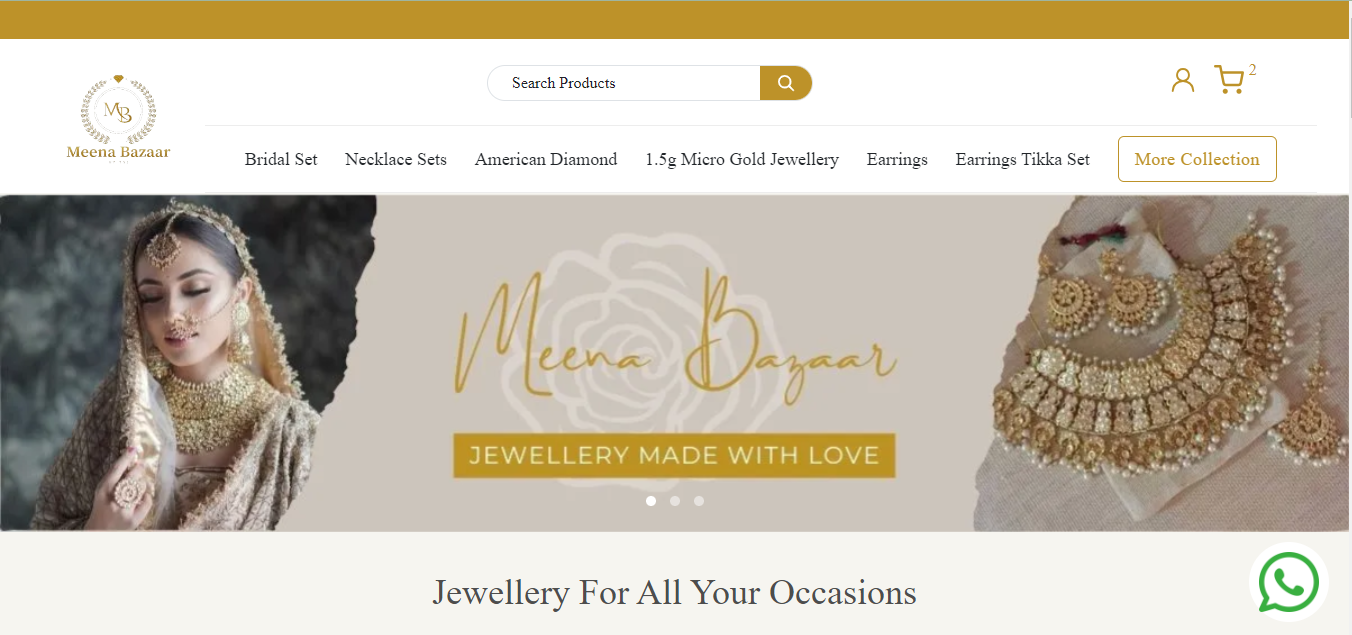 Search Products
2
MB
Meena Bazaar
Bridal Set
Necklace Sets
American Diamond
1.5g Micro Gold Jewellery
Earrings
Earrings Tikka Set
More Collection
Meena Bazaar
JEWELLERY MADE WITH LOVE
Jewellery For All Your Occasions